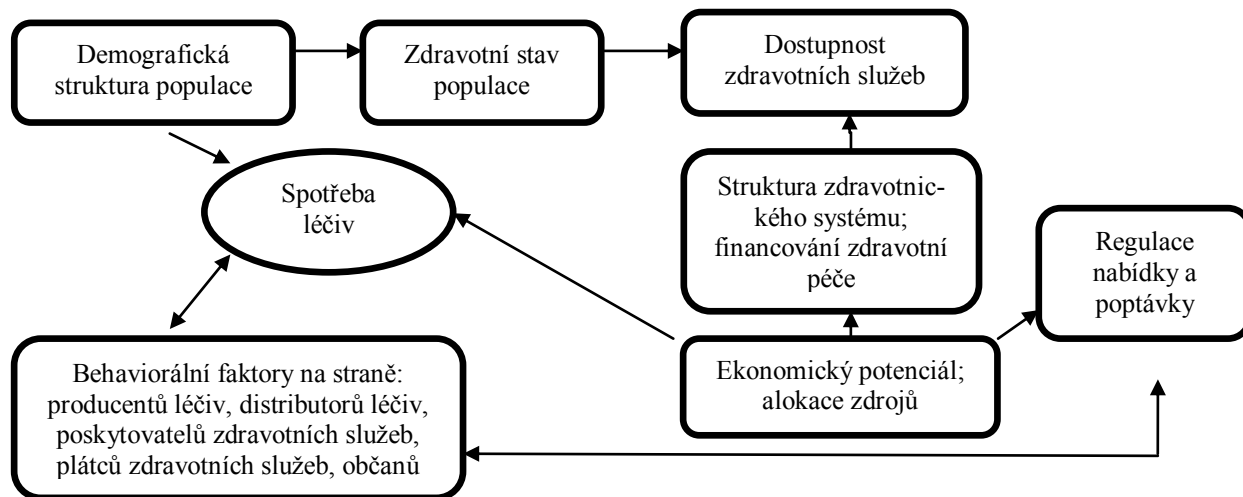 Demografická
struktura populace
Zdravotní stav
populace
Dostupnost
zdravotních služeb
Spotřeba
léčiv
Struktura zdravotnic-
kého systému;
financování zdravotní
péče
Regulace
nabídky a
poptávky
Behaviorální faktory na straně:
producentů léčiv, distributorů léčiv,
poskytovatelů zdravotních služeb,
plátců zdravotních služeb, občanů
Ekonomický potenciál;
alokace zdrojů